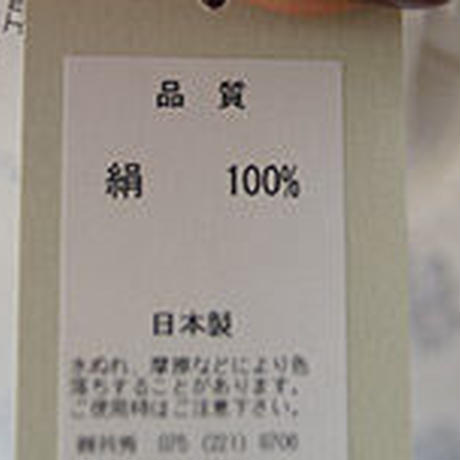 品 質
絹 100%
日本製
水ぬれ、摩擦などにより色
落ちすることがあります。
ご使用時はご注意下さい。
075 (221)